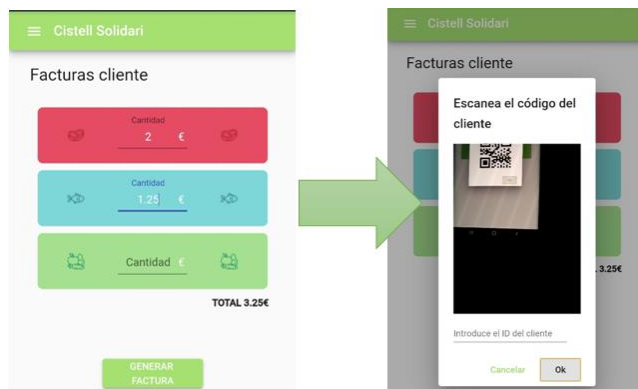 Cistell Solidari
Facturas cliente
Cantidad
2 €
Cantidad
1.25 €
Cantidad €
TOTAL 3.25€
GENERAR
FACTURA
Cistell Solidari
Facturas cliente
Escanea el código del
cliente
Introduce el ID del cliente
Cancelar Ok
3.25€